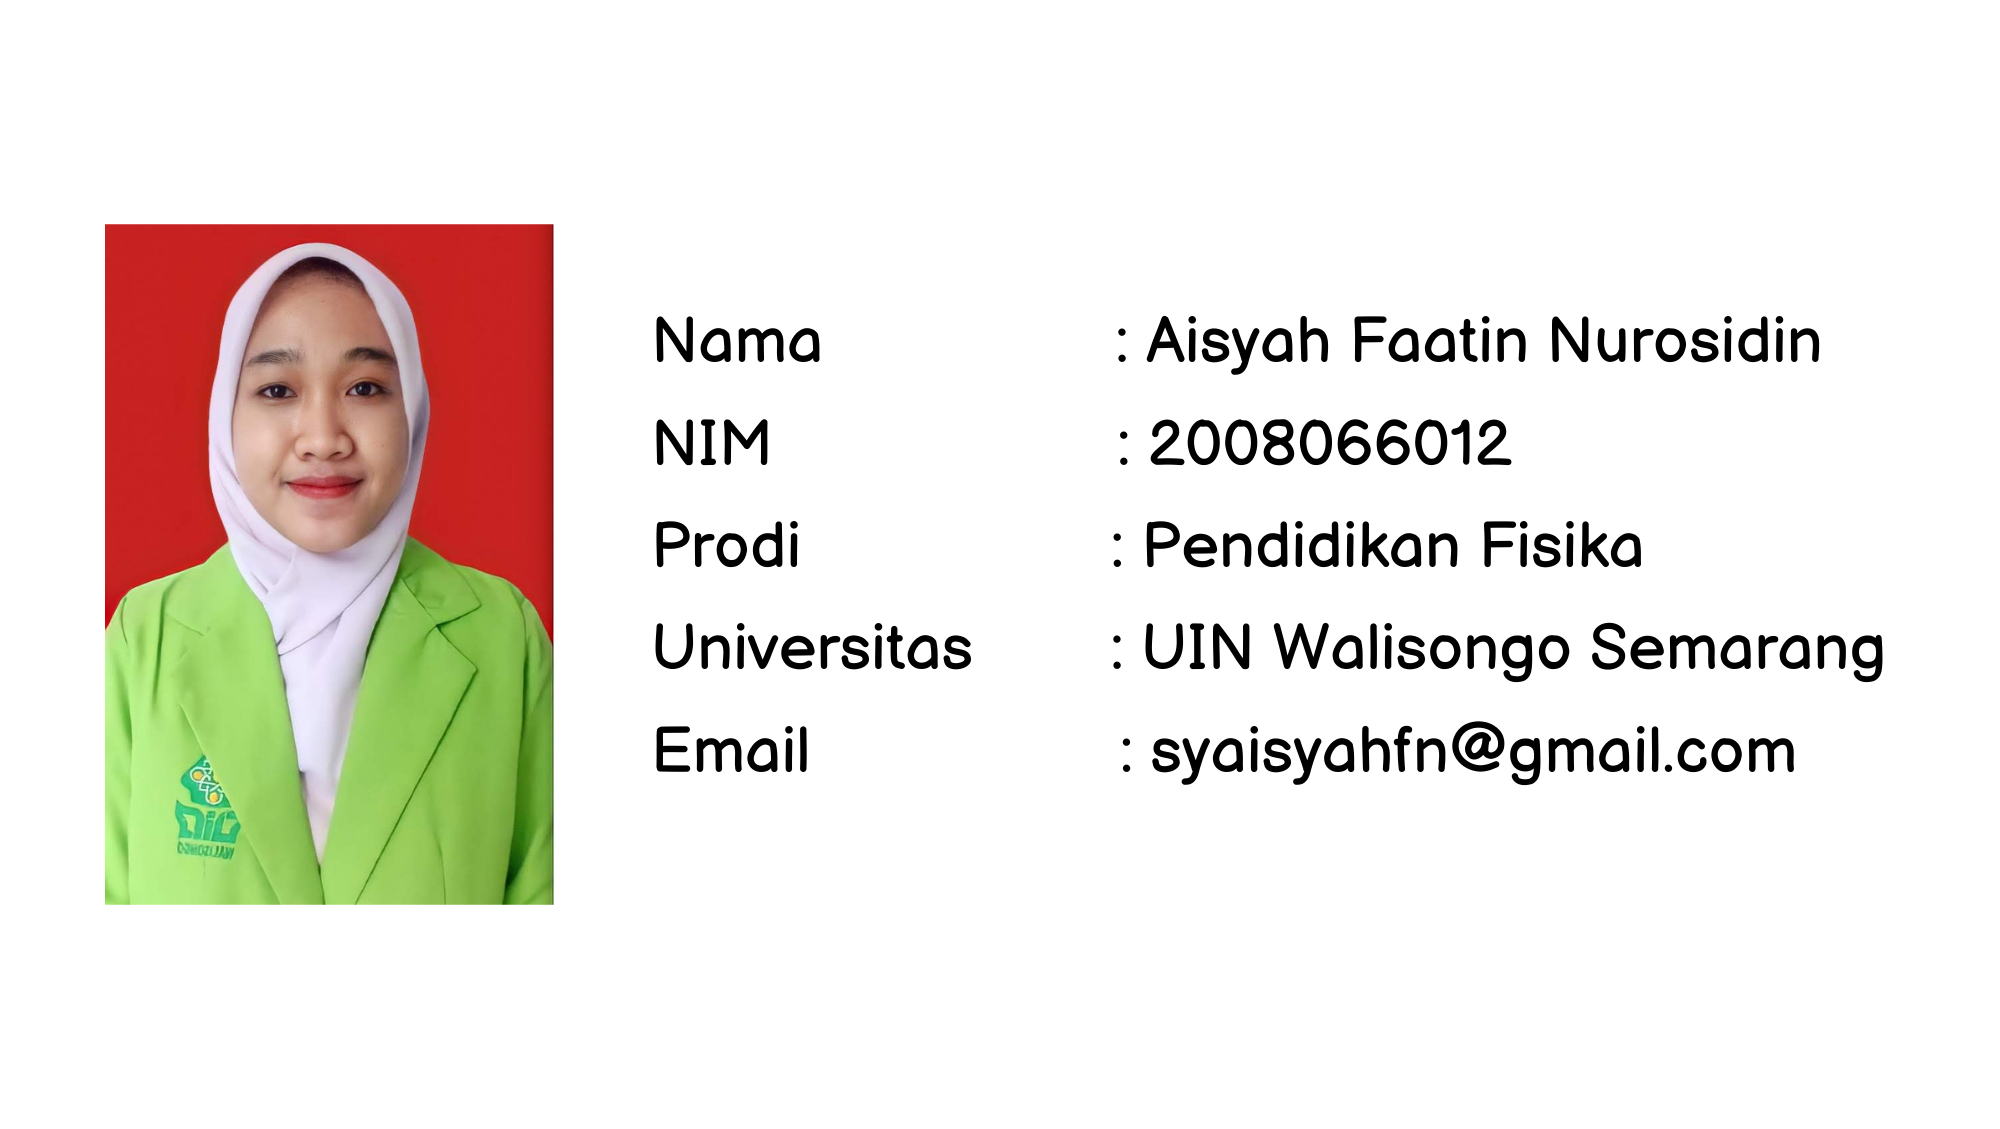 Nama : Aisyah Faatin Nurosidin
NIM : 2008066012
Prodi : Pendidikan Fisika
Universitas : UIN Walisongo Semarang
Email : syaisyahfn@gmail.com